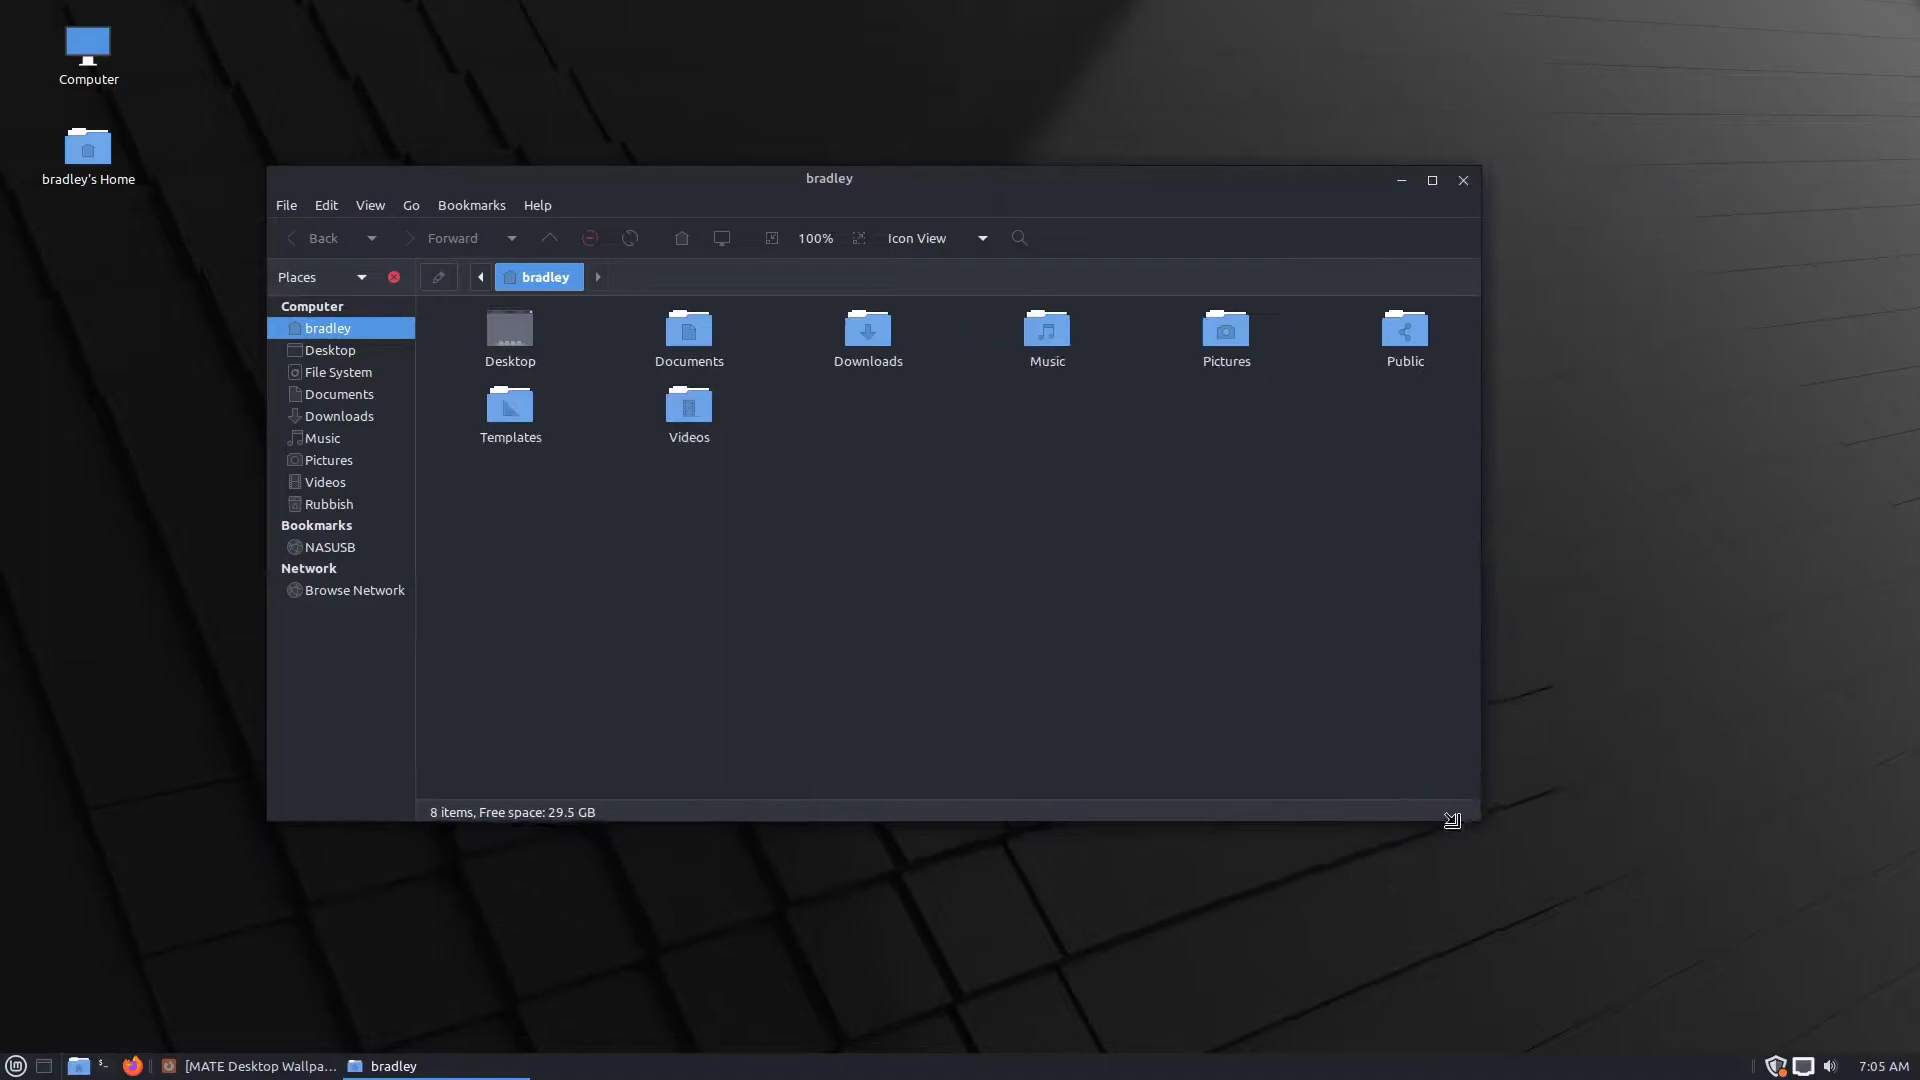 Computer
bradley's Home
bradley
File Edit View Go Bookmarks Help
Back Forward 100% Icon View
Places bradley
Computer
bradley
Desktop
File System
Documents
Downloads
Music
Pictures
Videos
Rubbish
Bookmarks
NASUSB
Network
Browse Network
Desktop Documents Downloads Music Pictures Public
Templates Videos
8 items, Free space: 29.5 GB
[MATE Desktop Wallpa... bradley 7:05 AM